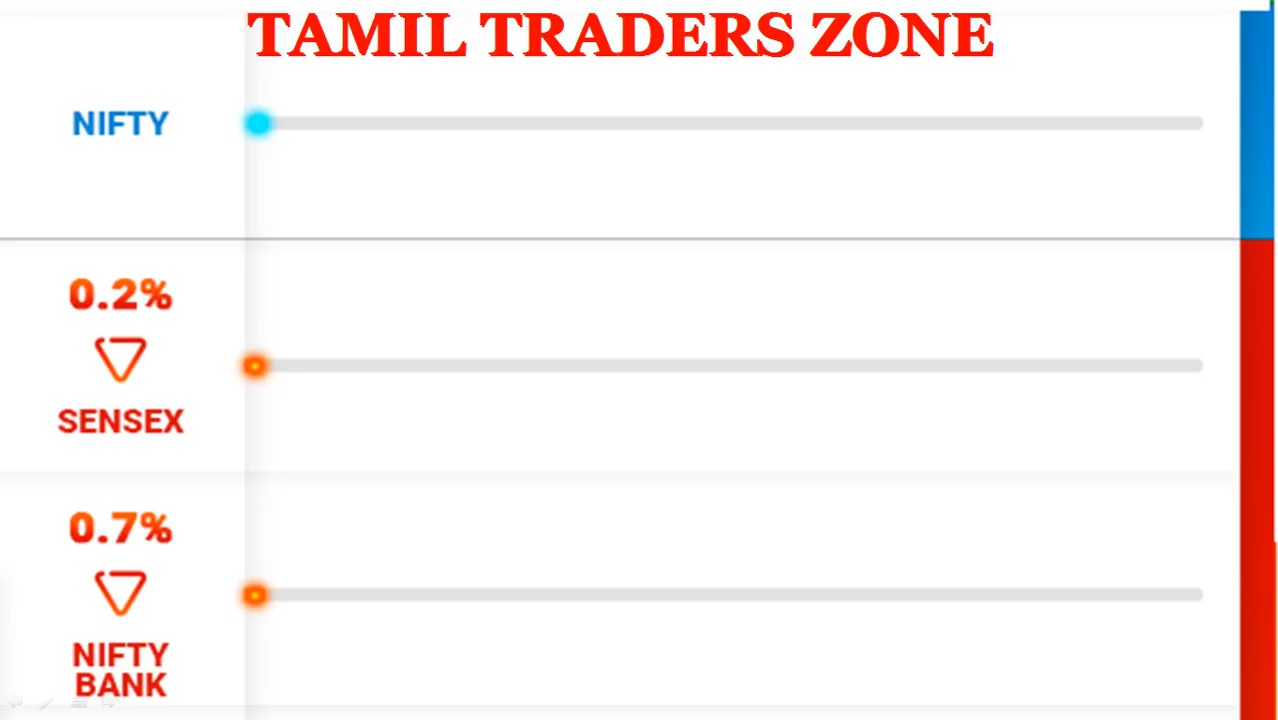 TAMIL TRADERS ZONE
NIFTY
0.2%
SENSEX
0.7%
NIFTY
BANK